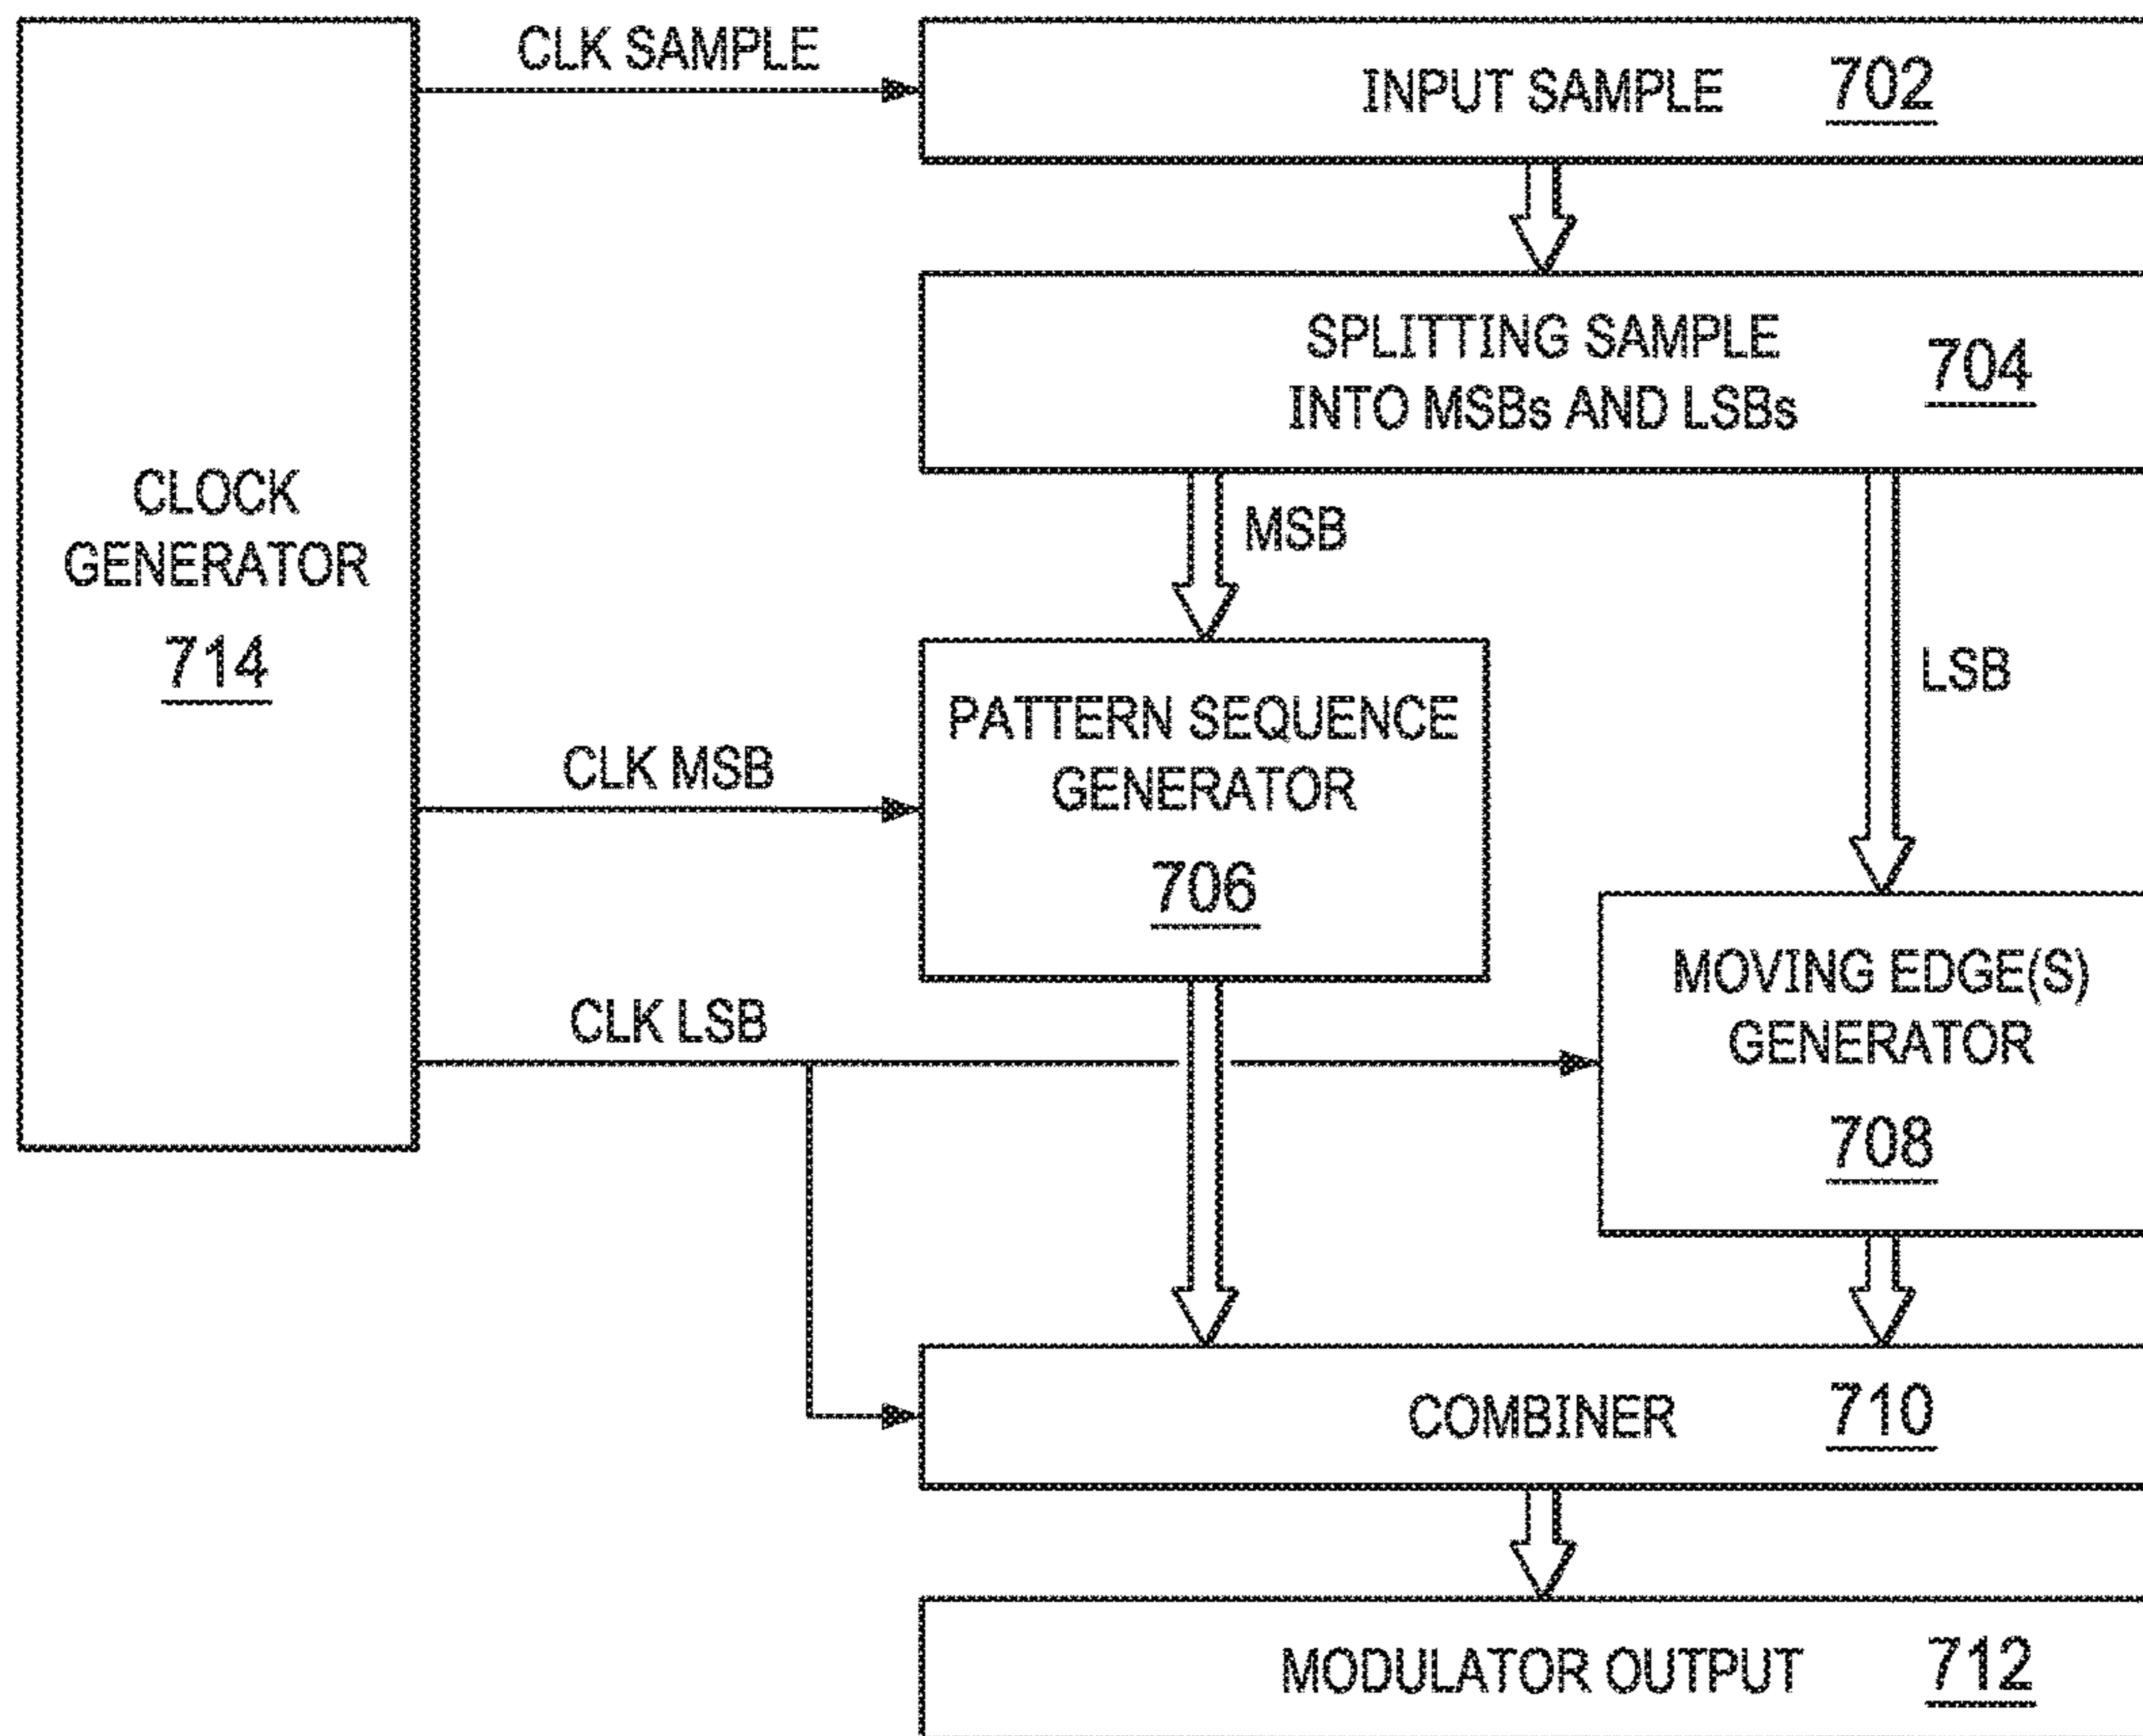 CLK SAMPLE
INPUT SAMPLE 702
SPLITTING SAMPLE
INTO MSBs AND LSBs
704
CLOCK
GENERATOR
714
MSB
LSB
PATTERN SEQUENCE
GENERATOR
706
CLK MSB
MOVING EDGE(S)
GENERATOR
708
CLK LSB
COMBINER 710
MODULATOR OUTPUT 712